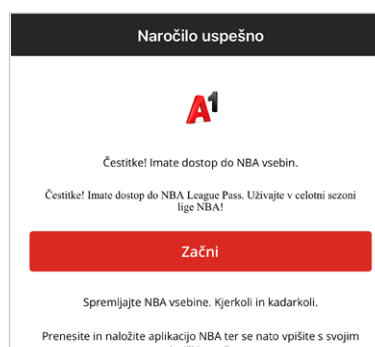 Naročilo uspešno
A1
Čestitke! Imate dostop do NBA vsebin.
Čestitke! Imate dostop do NBA League Pass. Uživajte v celotni sezoni
lige NBA!
Začni
Spremljajte NBA vsebine. Kjerkoli in kadarkoli.
Prenesite in naložite aplikacijo NBA ter se nato vpišite s svojim